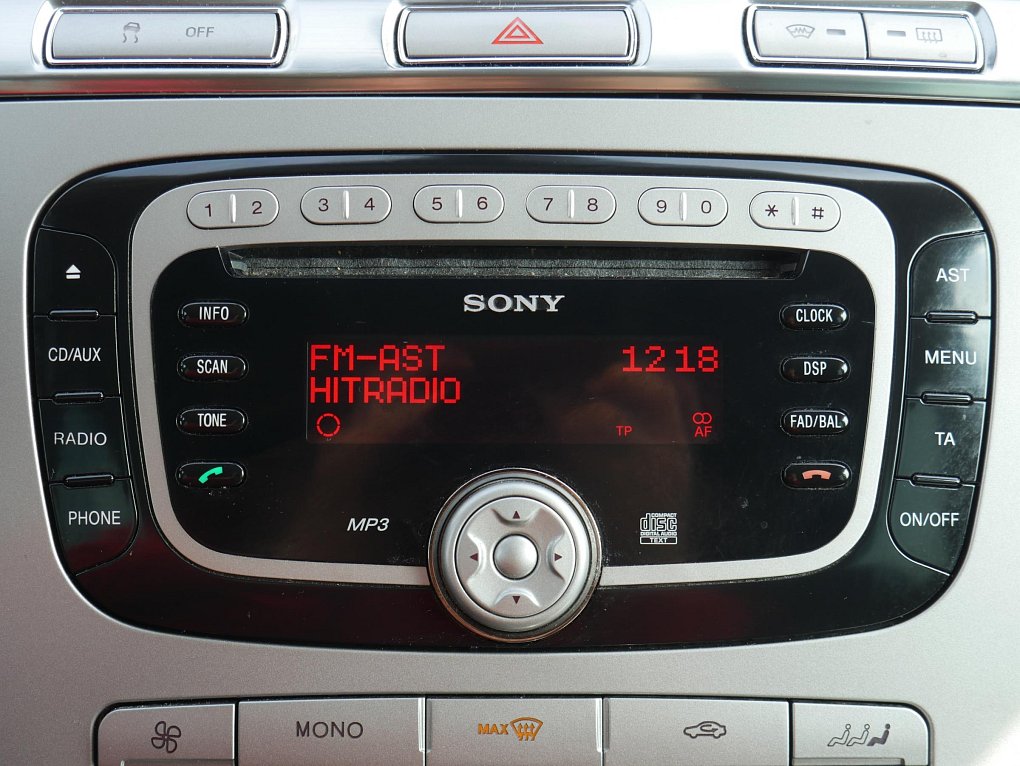 OFF
1 2 3 4 5 6 7 8 9 0 * #
SONY
INFO
CLOCK
AST
CD/AUX
SCAN
FM-AST 12 18
DSP
MENU
HITRADIO
RADIO
TONE
TP AF
FAD/BAL
TA
PHONE
MP3
COMPACT
disc
DIGITAL AUDIO
TEXT
ON/OFF
MONO
MAX